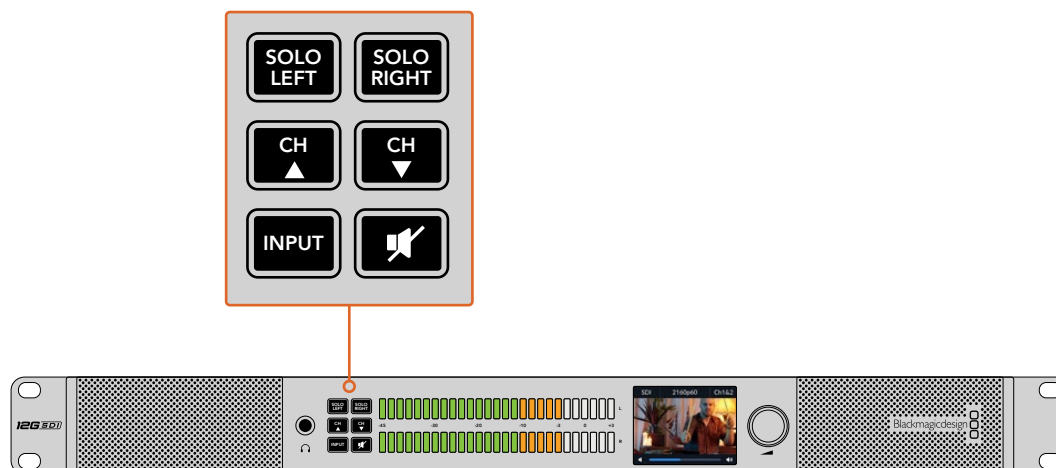 SOLO
LEFT
SOLO
RIGHT
CH
CH
INPUT
12G SDI
SOLO
LEFT
SOLO
RIGHT
CH
CH
INPUT
L
-45 -30 -20 -10 -5 0 +3
R
SDI 2160p60 Ch1&2
Blackmagicdesign